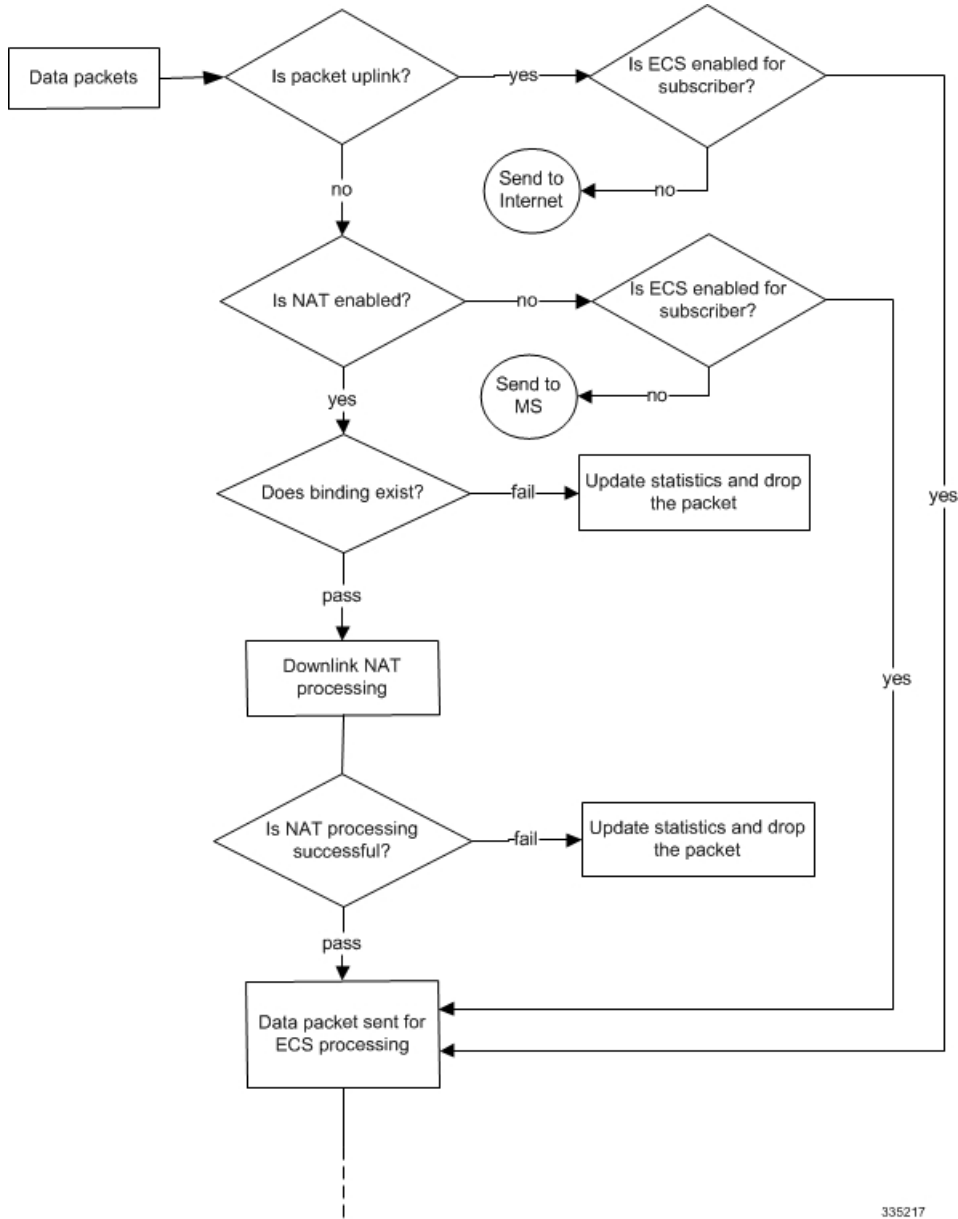 Data packets
Is packet uplink?
yes
Is ECS enabled for
subscriber?
no
Send to
Internet
no
Is NAT enabled?
no
Is ECS enabled for
subscriber?
yes
Send to
MS
no
Does binding exist?
fail
Update statistics and drop
the packet
yes
pass
Downlink NAT
processing
yes
Is NAT processing
successful?
fail
Update statistics and drop
the packet
pass
Data packet sent for
ECS processing
335217